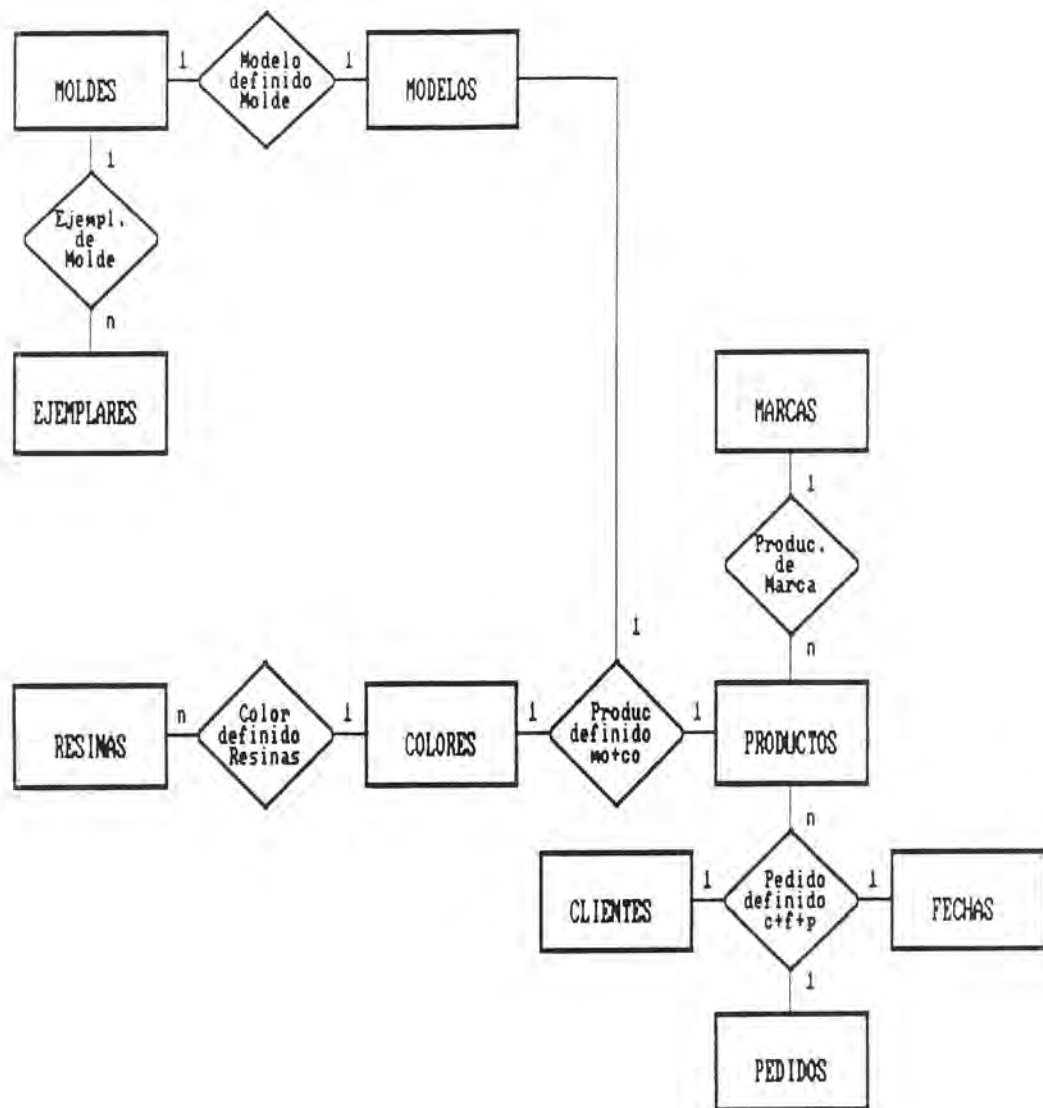 MOLDES
1
Modelo
definido
Molde
1
MODELOS
1
Ejempl.
de
Molde
n
EJEMPLARES
MARCAS
1
Produc.
de
Marca
n
1
RESINAS
n
Color
definido
Resinas
1
COLORES
1
Produc
definido
mo+co
1
PRODUCTOS
n
CLIENTES
1
Pedido
definido
c+f+p
1
FECHAS
1
PEDIDOS